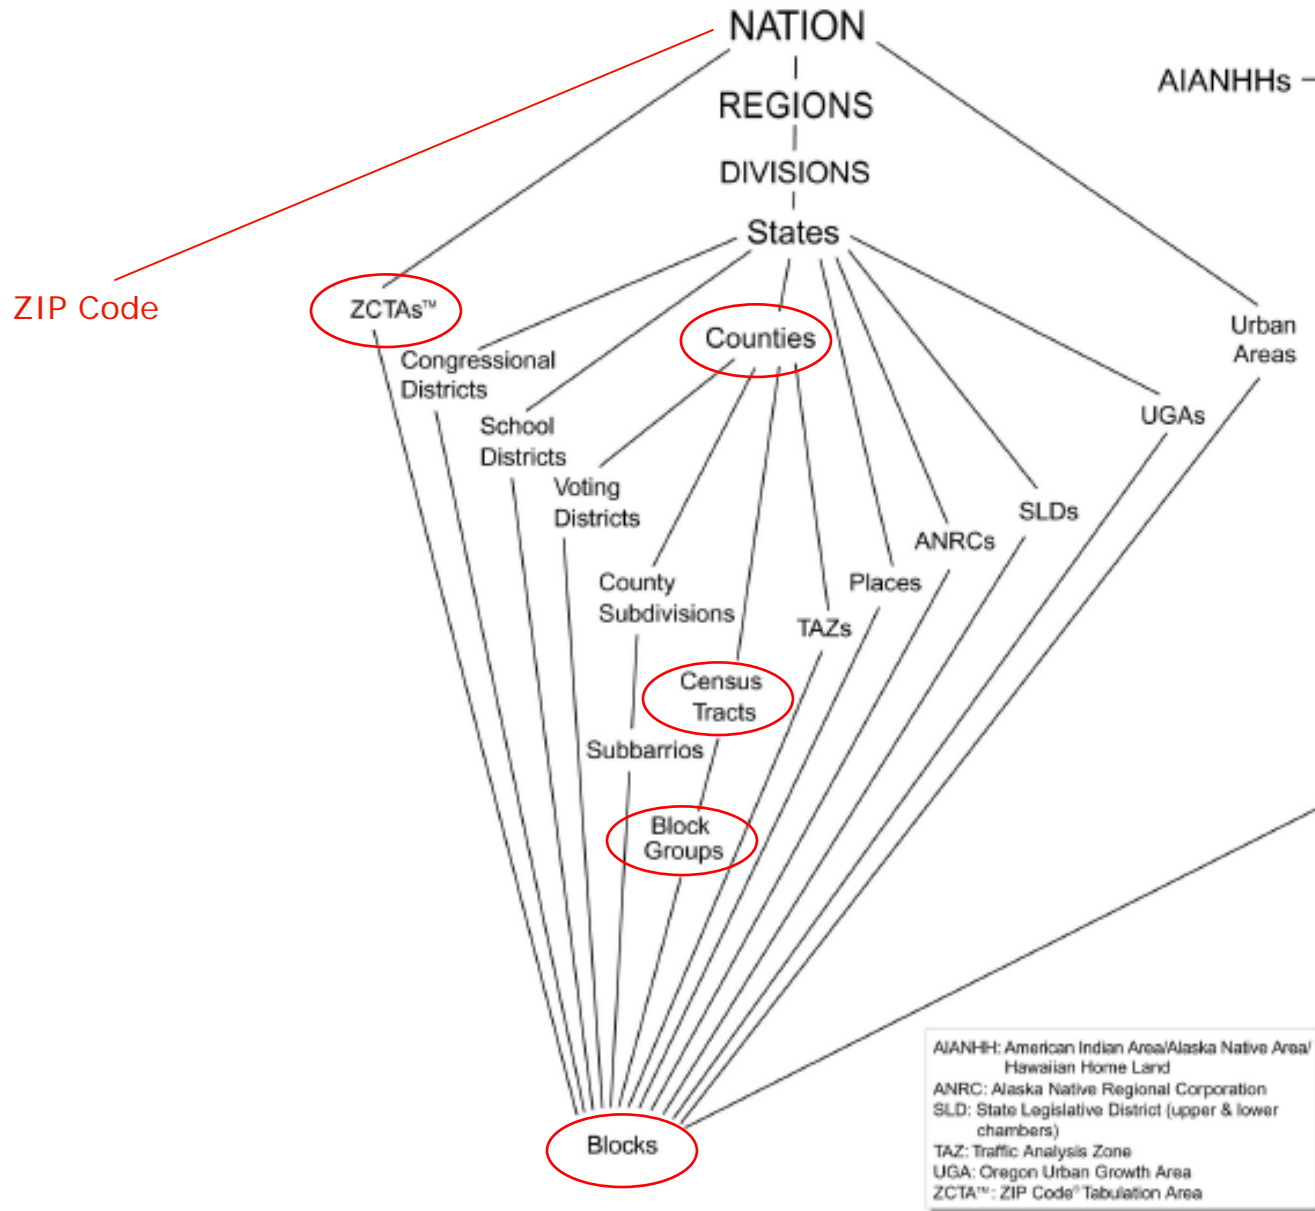 NATION
AIANHHs
REGIONS
DIVISIONS
States
ZIP Code
ZCTAs™
Counties
Urban
Areas
Congressional
Districts
School
Districts
UGAs
Voting
Districts
SLDs
ANRCs
County
Subdivisions
Places
TAZs
Census
Tracts
Subbarrios
Block
Groups
Blocks
AIANHH: American Indian Area/Alaska Native Area/
Hawaiian Home Land
ANRC: Alaska Native Regional Corporation
SLD: State Legislative District (upper & lower
chambers)
TAZ: Traffic Analysis Zone
UGA: Oregon Urban Growth Area
ZCTA™: ZIP Code® Tabulation Area